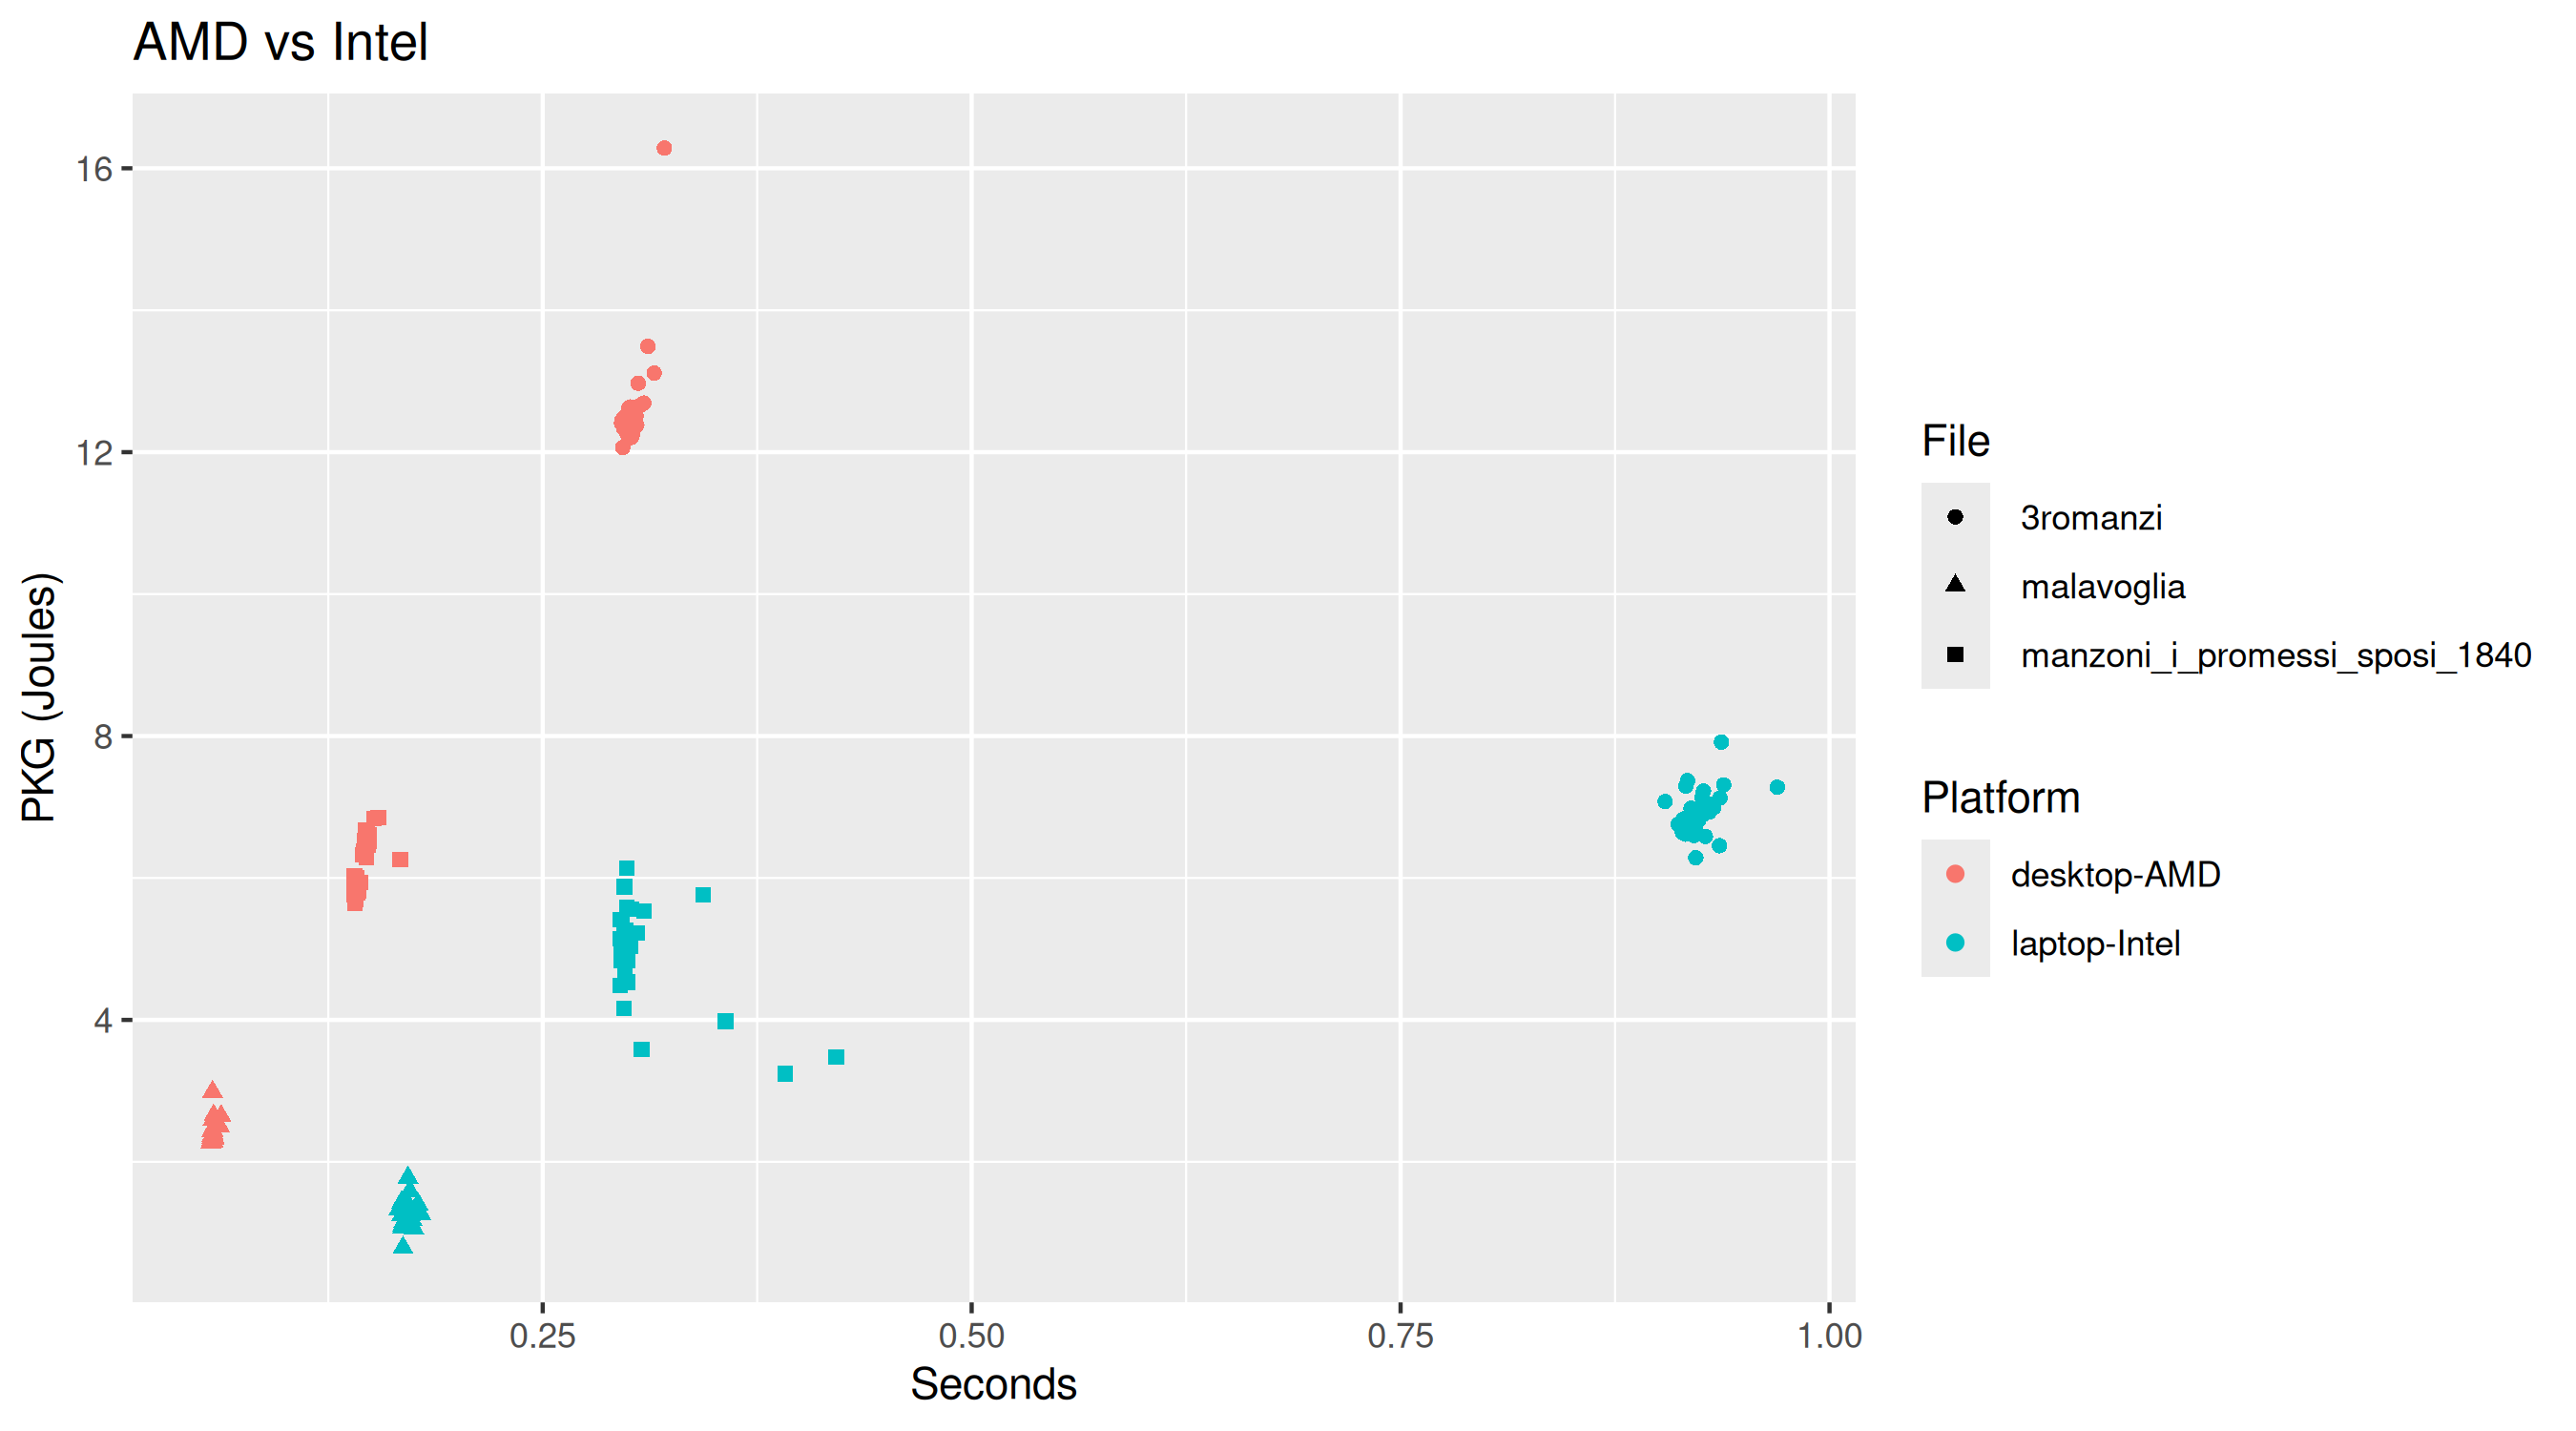 AMD vs Intel
16
12
8
4
PKG (Joules)
0.25 0.50 0.75 1.00
Seconds
File
3romanzi
malavoglia
manzoni_i_promessi_sposi_1840
Platform
desktop-AMD
laptop-Intel